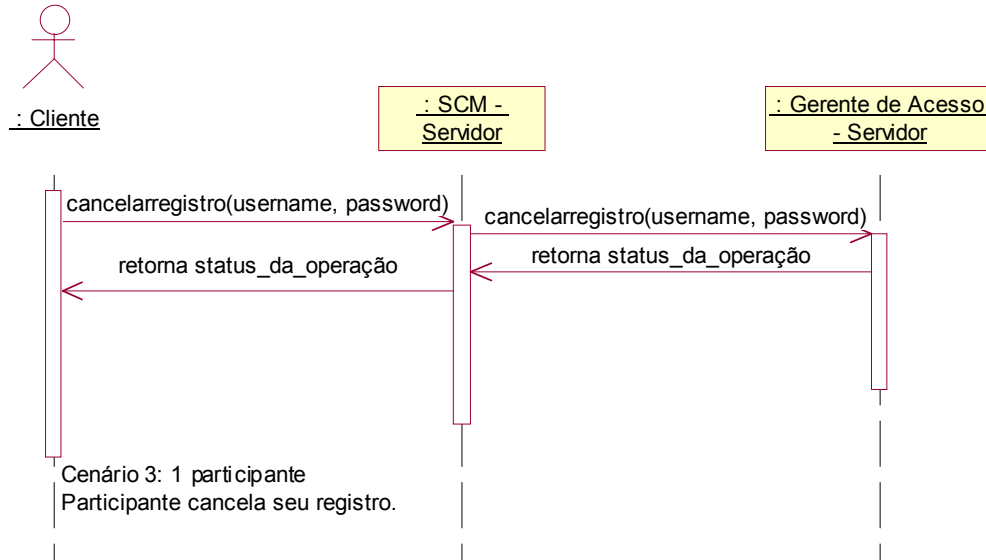 : Cliente
: SCM -
Servidor
: Gerente de Acesso
- Servidor
cancelarregistro(username, password)
cancelarregistro(username, password)
retorna status_da_operação
retorna status_da_operação
Cenário 3: 1 participante
Participante cancela seu registro.